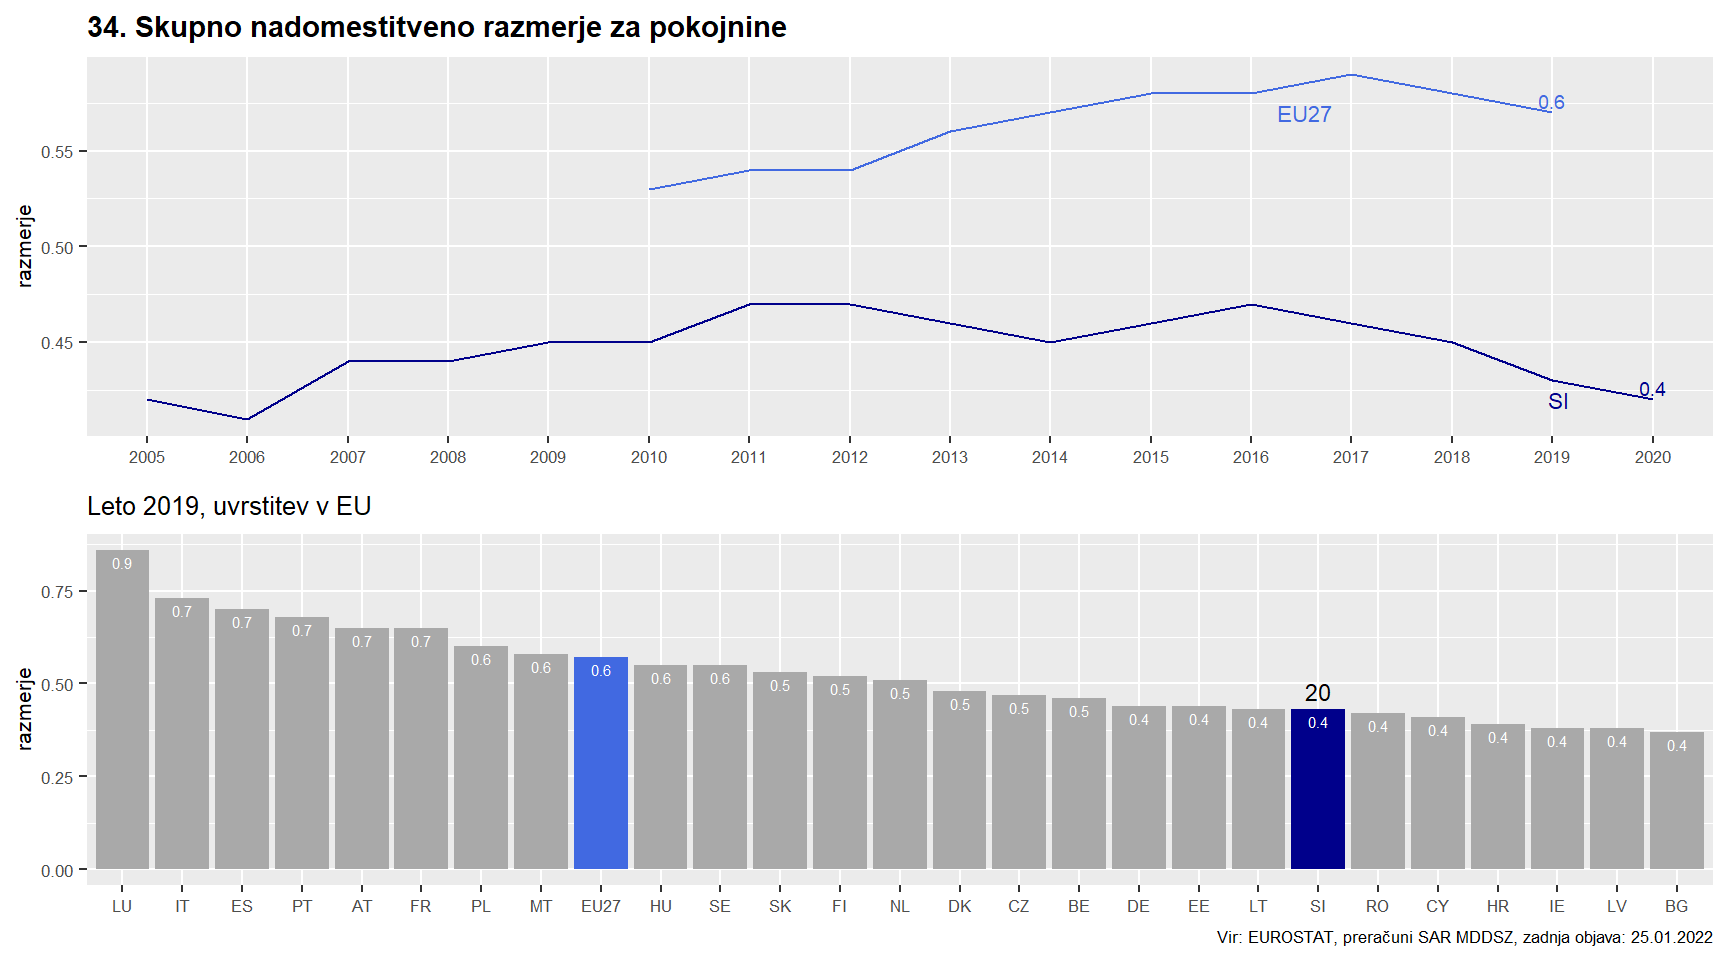 34. Skupno nadomestitveno razmerje za pokojnine
razmerje
0.55
0.50
0.45
EU27
0.6
SI
0.4
2005 2006 2007 2008 2009 2010 2011 2012 2013 2014 2015 2016 2017 2018 2019 2020
Leto 2019, uvrstitev v EU
razmerje
0.75
0.50
0.25
0.00
20
0.9 0.7 0.7 0.7 0.7 0.7 0.6 0.6 0.6 0.6 0.6 0.5 0.5 0.5 0.5 0.5 0.5 0.4 0.4 0.4 0.4 0.4 0.4 0.4 0.4 0.4 0.4
LU IT ES PT AT FR PL MT EU27 HU SE SK FI NL DK CZ BE DE EE LT SI RO CY HR IE LV BG
Vir: EUROSTAT, preračuni SAR MDDSZ, zadnja objava: 25.01.2022